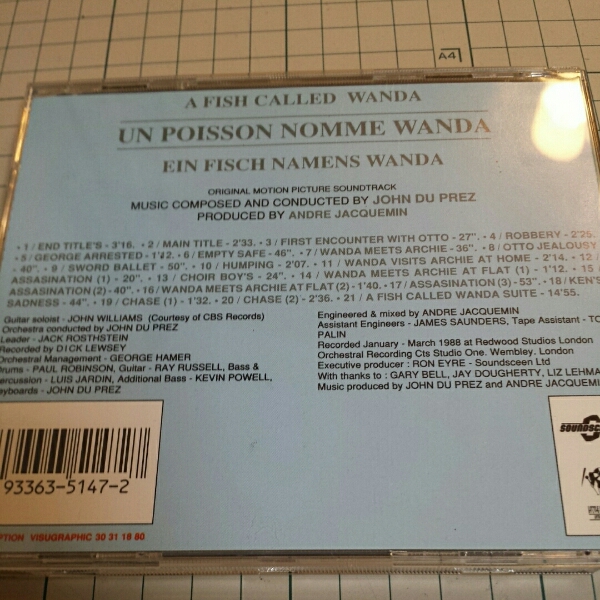 A4
A FISH CALLED WANDA
UN POISSON NOMME WANDA
EIN FISCH NAMENS WANDA
ORIGINAL MOTION PICTURE SOUNDTRACK
MUSIC COMPOSED AND CONDUCTED BY JOHN DU PREZ
PRODUCED BY ANDRE JACQUEMIN
• 1 / END TITLE'S - 3'16. • 2 / MAIN TITLE - 2'33. • 3 / FIRST ENCOUNTER WITH OTTO - 27". • 4 / ROBBERY - 2'26.
• 5 / GEORGE ARRESTED - 1'42. • 6 / EMPTY SAFE - 46". • 7 / WANDA MEETS ARCHIE - 36". • 8 / OTTO JEALOUSY
- 40". • 9 / SWORD BALLET - 50". • 10 / HUMPING - 2'07. • 11 / WANDA VISITS ARCHIE AT HOME - 2'14. • 12 /
ASSASINATION (1) - 20". • 13 / CHOIR BOY'S - 24". • 14 / WANDA MEETS ARCHIE AT FLAT (1) - 1'12. • 15 /
ASSASINATION (2) - 40". • 16 / WANDA MEETS ARCHIE AT FLAT (2) - 1'40. • 17 / ASSASINATION (3) - 53". • 18 / KEN'S
SADNESS - 44". • 19 / CHASE (1) - 1'32. • 20 / CHASE (2) - 2'36. • 21 / A FISH CALLED WANDA SUITE - 14'55.
Guitar soloist - JOHN WILLIAMS (Courtesy of CBS Records)
Orchestra conducted by JOHN DU PREZ
Leader - JACK ROSTHSTEIN
Recorded by DICK LEWSEY
Orchestral Management - GEORGE HAMER
Drums - PAUL ROBINSON, Guitar - RAY RUSSELL, Bass &
percussion - LUIS JARDIN, Additional Bass - KEVIN POWELL,
eyboards - JOHN DU PREZ
Engineered & mixed by ANDRE JACQUEMIN
Assistant Engineers - JAMES SAUNDERS, Tape Assistant - TO
PALIN
Recorded January - March 1988 at Redwood Studios London
Orchestral Recording Cts Studio One. Wembley, London
Executive producer : RON EYRE - Soundsceen Ltd
With thanks to : GARY BELL, JAY DOUGHERTY, LIZ LEHMA
Music produced by JOHN DU PREZ and ANDRE JACQUEMI
93363-5147-2
PTION VISUGRAPHIC 30 31 18 80
SOUNDSC